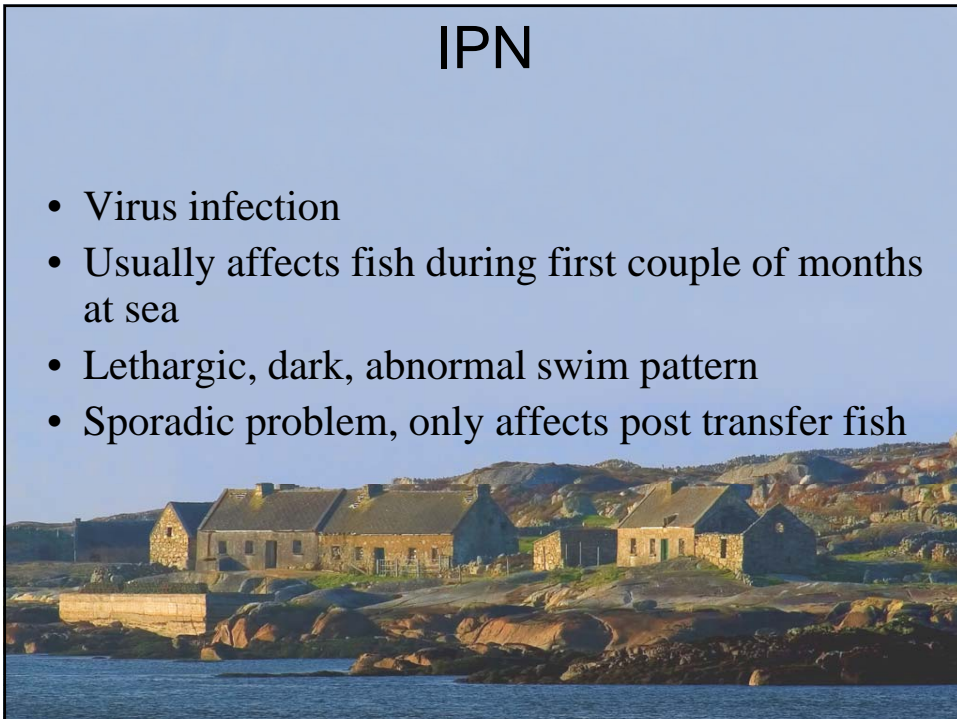 IPN
• Virus infection
• Usually affects fish during first couple of months
at sea
• Lethargic, dark, abnormal swim pattern
• Sporadic problem, only affects post transfer fish